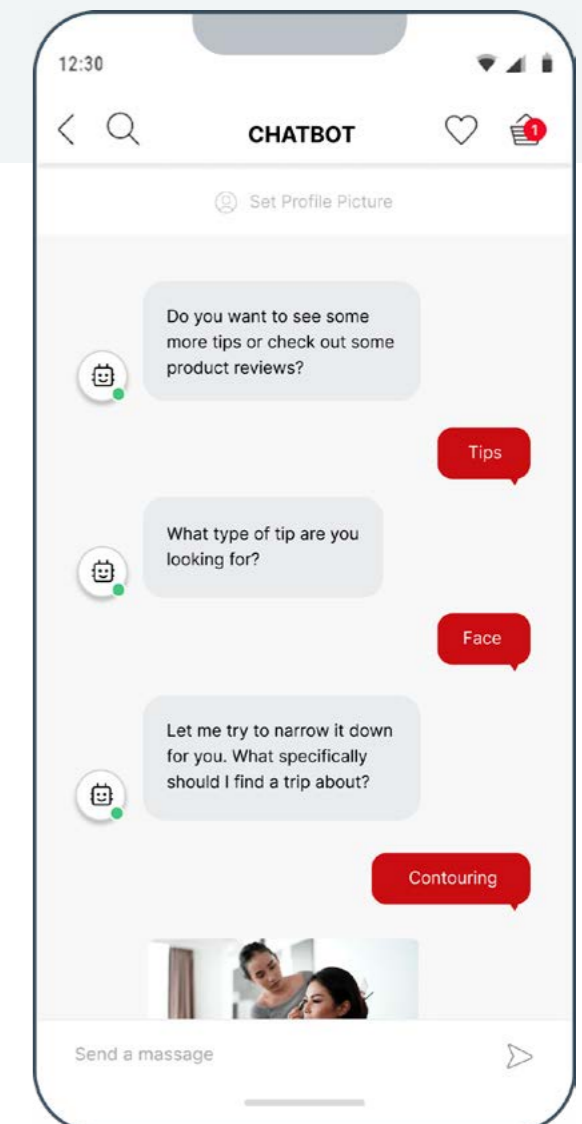 12:30
CHATBOT
1
Set Profile Picture
Do you want to see some
more tips or check out some
product reviews?
Tips
What type of tip are you
looking for?
Face
Let me try to narrow it down
for you. What specifically
should I find a trip about?
Contouring
Send a massage